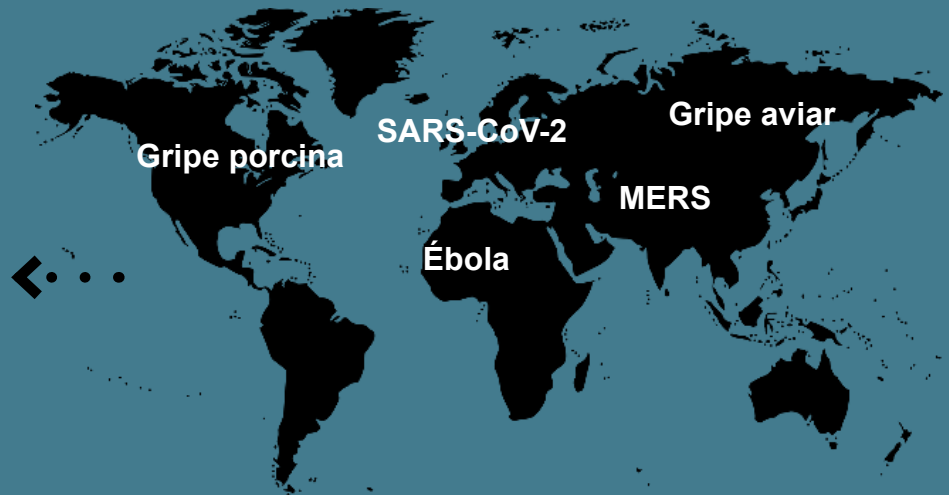 Gripe aviar
SARS-CoV-2
Gripe porcina
MERS
Ébola